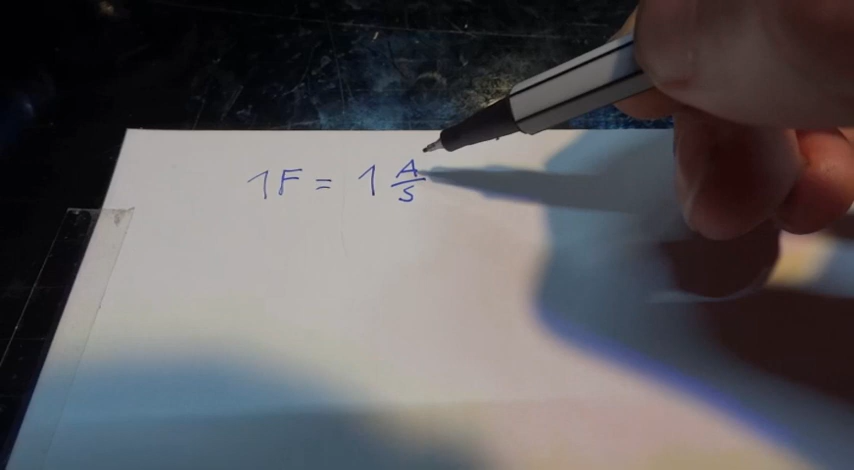 1F = 1 A/S